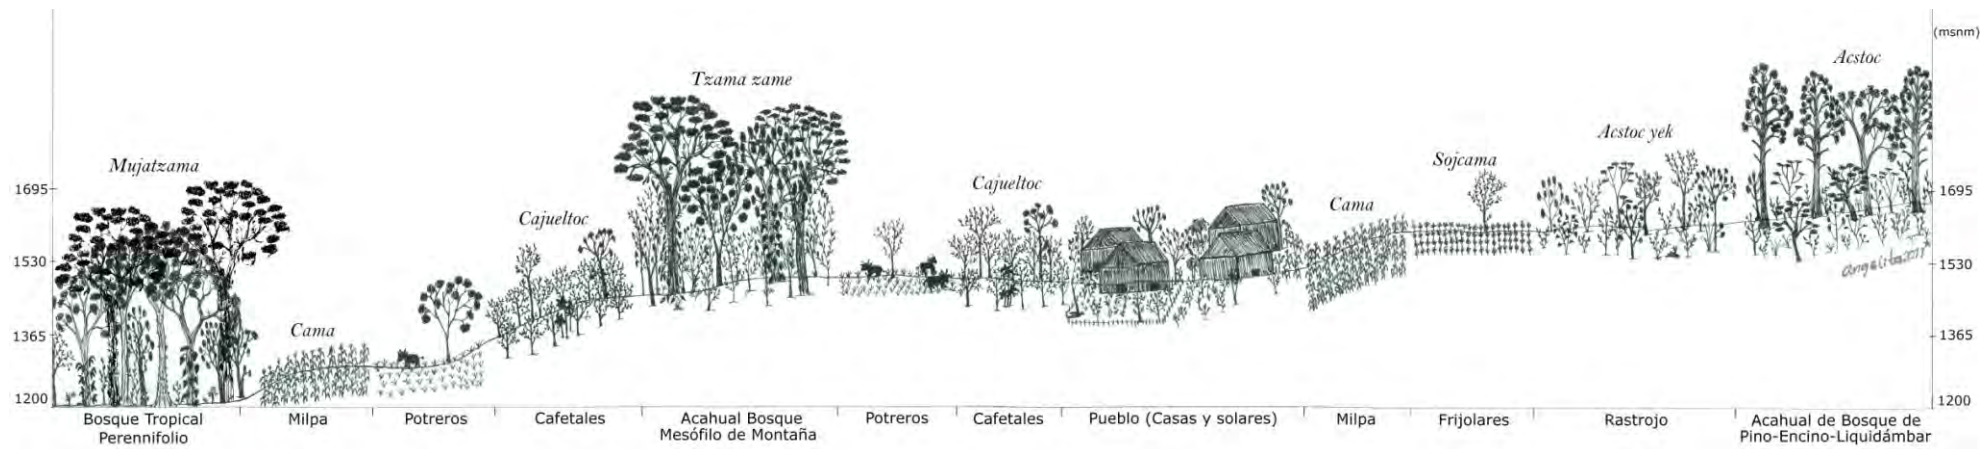 (msnm)
Acstoc
Tzama zame
Acstoc yek
Mujatzama
Sojcama
Cajueltoc
1695
1695
Cama
Cajueltoc
1530
1530
Cama
1365
1365
1200
1200
Bosque Tropical
Perennifolio
Milpa
Potreros
Cafetales
Acahual Bosque
Mesófilo de Montaña
Potreros
Cafetales
Pueblo (Casas y solares)
Milpa
Frijolares
Rastrojo
Acahual de Bosque de
Pino-Encino-Liquidámbar